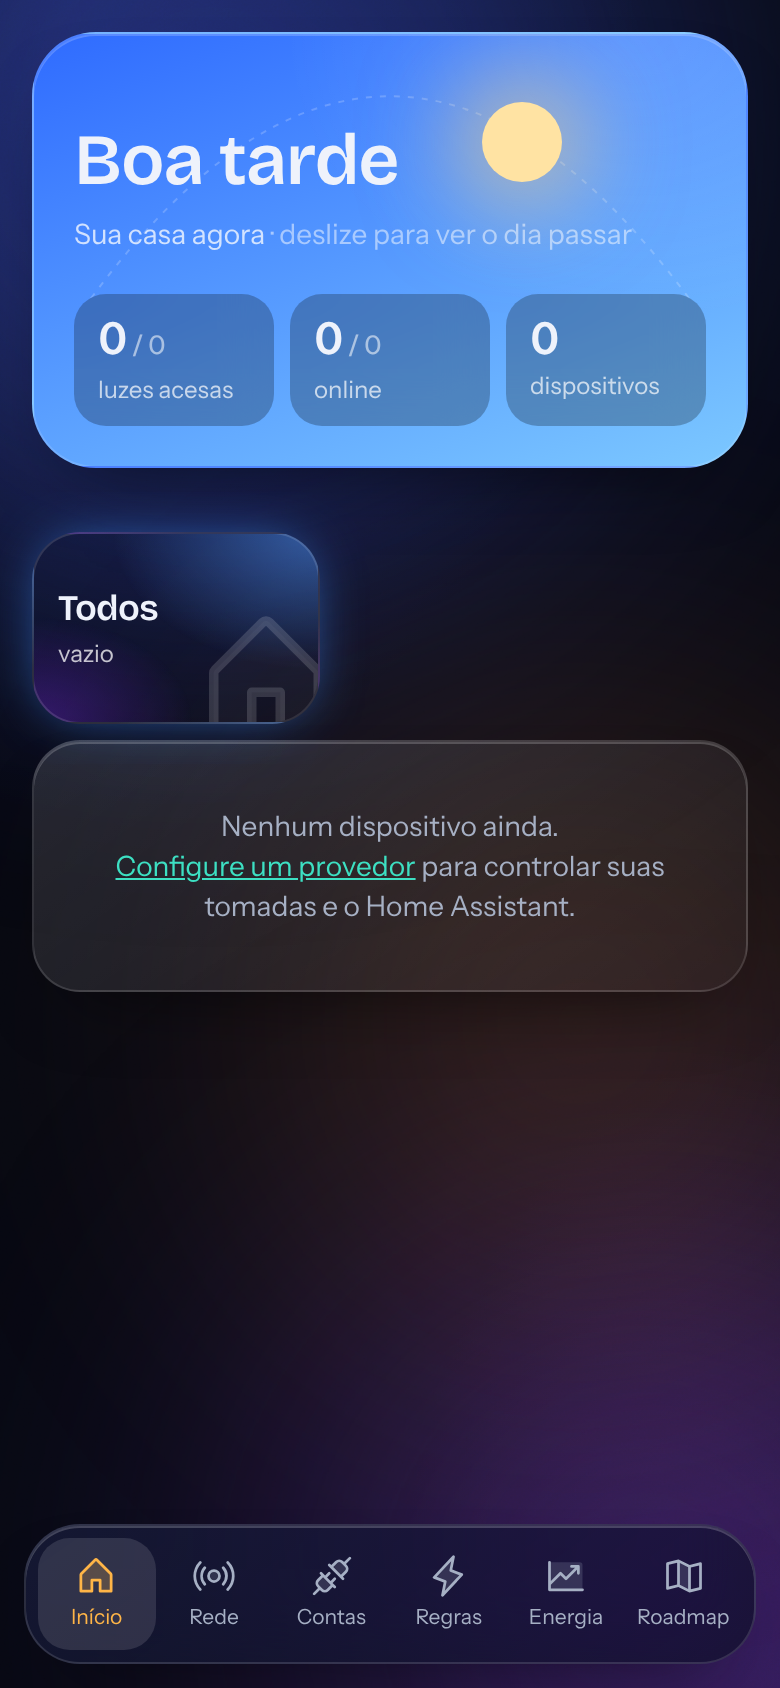 Boa tarde
Sua casa agora · deslize para ver o dia passar
0 / 0
luzes acesas
0 / 0
online
0
dispositivos
Todos
vazio
Nenhum dispositivo ainda.
Configure um provedor para controlar suas
tomadas e o Home Assistant.
Início
Rede
Contas
Regras
Energia
Roadmap